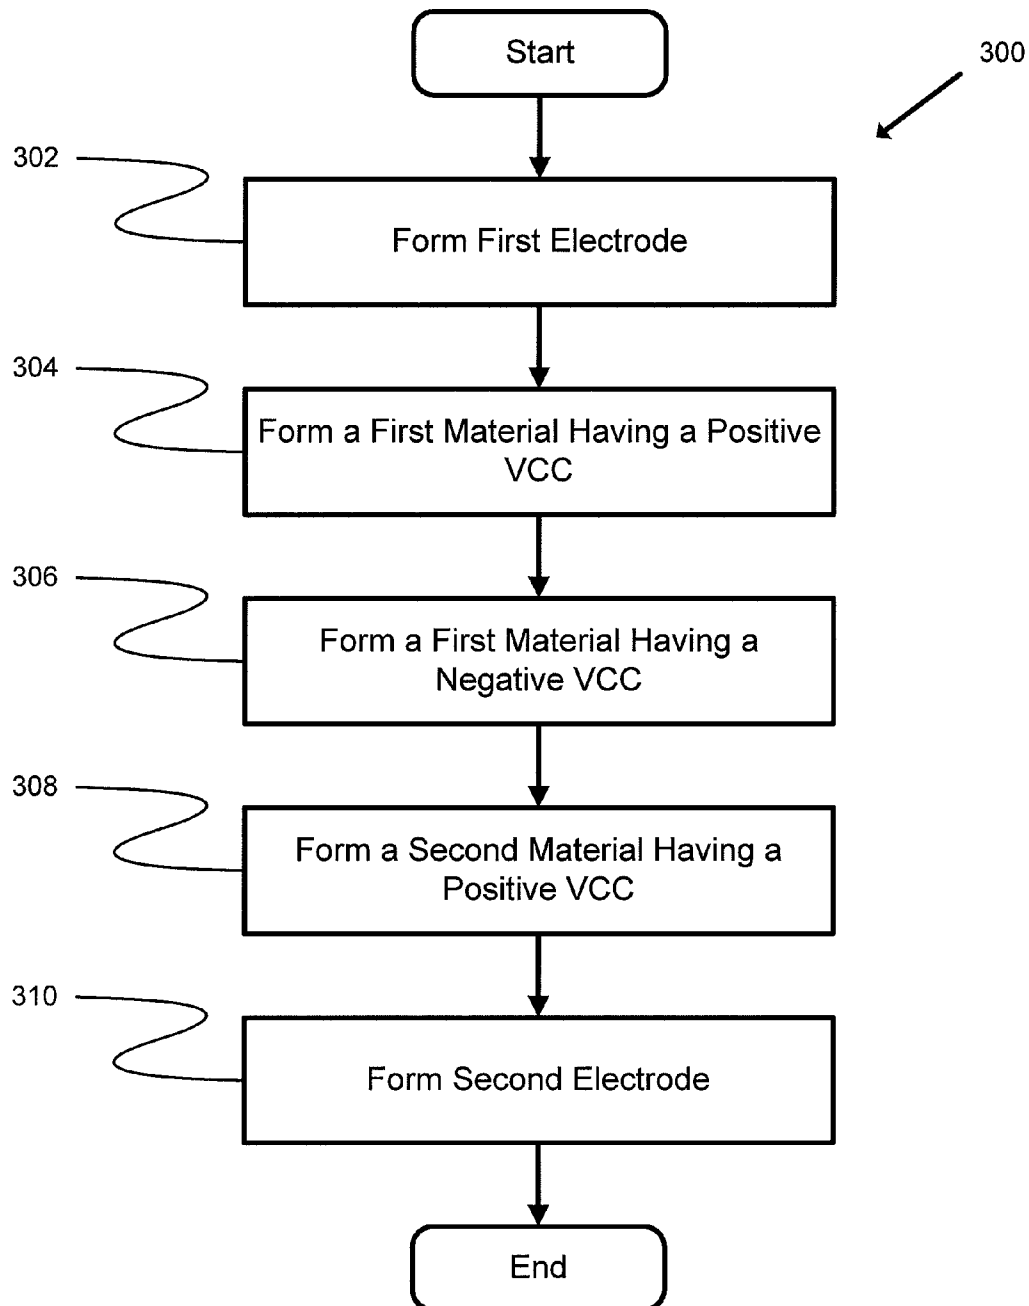 Start
300
302
Form First Electrode
304
Form a First Material Having a Positive
VCC
306
Form a First Material Having a
Negative VCC
308
Form a Second Material Having a
Positive VCC
310
Form Second Electrode
End